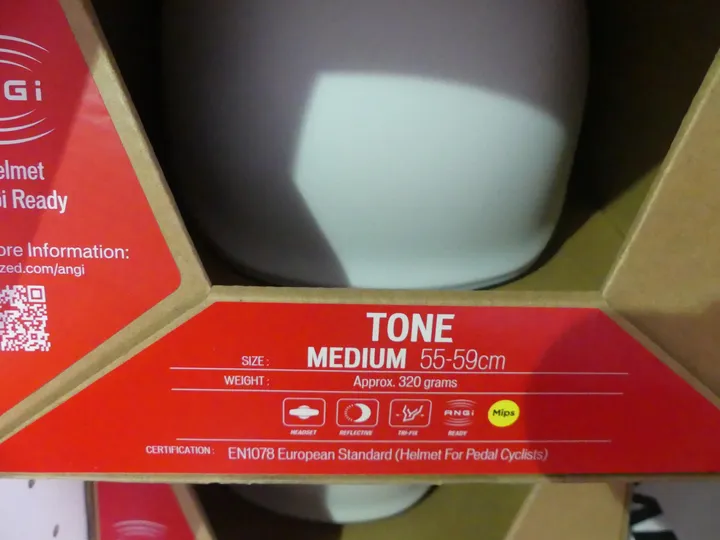 NGi
elmet
i Ready
ore Information:
zed.com/angi
TONE
SIZE : MEDIUM 55-59cm
WEIGHT : Approx. 320 grams
HEADSET REFLECTIVE TRI-FIX ANGi READY Mips
CERTIFICATION : EN1078 European Standard (Helmet For Pedal Cyclists)